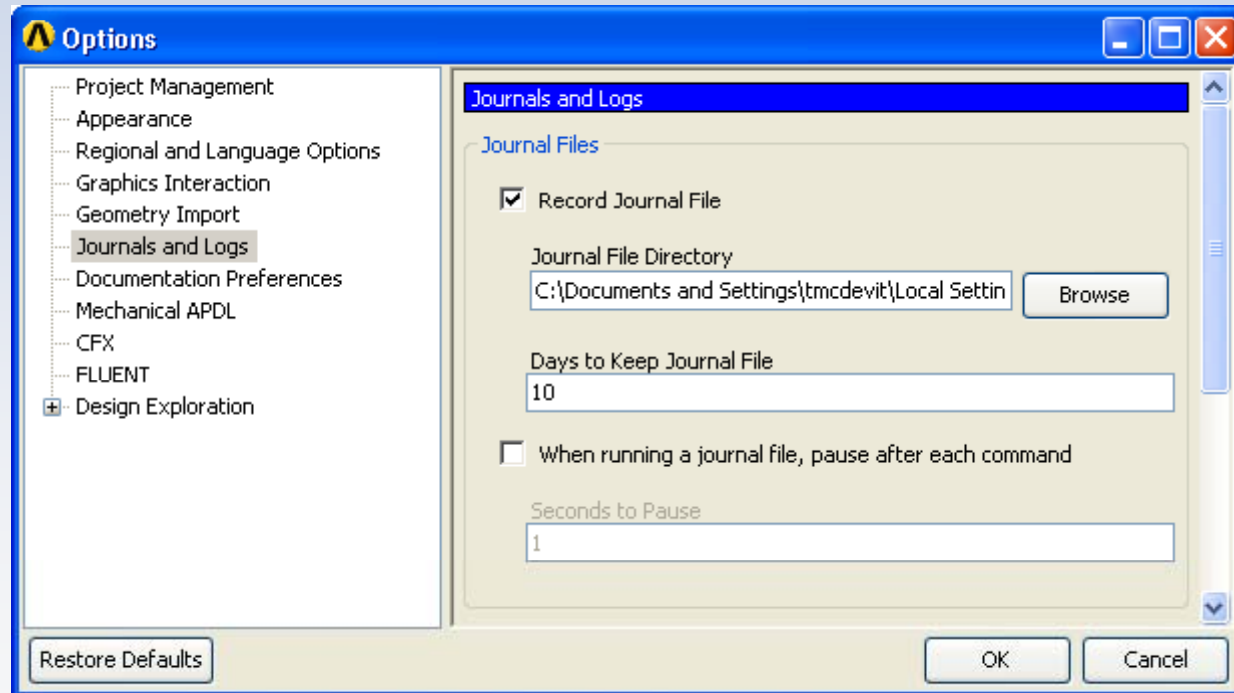 Options
Project Management
Appearance
Regional and Language Options
Graphics Interaction
Geometry Import
Journals and Logs
Documentation Preferences
Mechanical APDL
CFX
FLUENT
Design Exploration
Journals and Logs
Journal Files
Record Journal File
Journal File Directory
C:\Documents and Settings\tmcdevit\Local Settin
Browse
Days to Keep Journal File
10
When running a journal file, pause after each command
Seconds to Pause
1
Restore Defaults
OK
Cancel